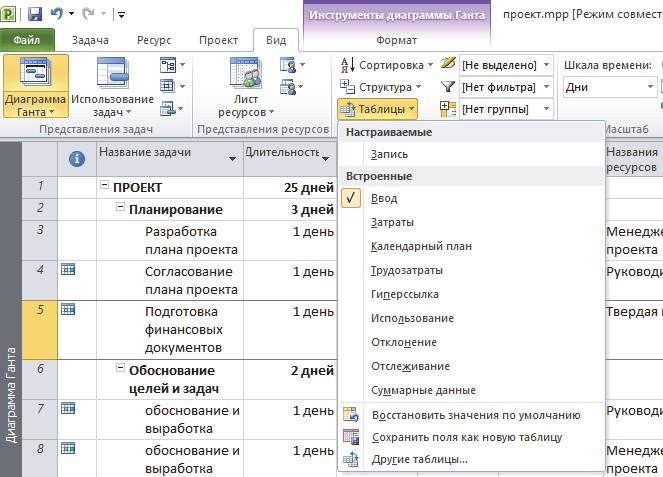 Инструменты диаграммы Ганта
проект.mpp [Режим совмест
Файл Задача Ресурс Проект Вид Формат
Диаграмма Ганта
Использование задач
Лист ресурсов
Сортировка
Структура
Таблицы
[Не выделено]
[Нет фильтра]
[Нет группы]
Шкала времени:
Дни
Представления задач
Представления ресурсов
Масштаб
Название задачи
Длительность
Названия
ресурсов
1 ПРОЕКТ 25 дней
2 Планирование 3 дней
3 Разработка 1 день Менедже
плана проекта проекта
4 Согласование 1 день Руководи
плана проекта
5 Подготовка 1 день Твердая
финансовых
документов
6 Обоснование 2 дней
целей и задач
7 обоснование и 1 день Руководи
выработка
8 обоснование и 1 день Менедже
выработка проекта
Диаграмма Ганта
Настраиваемые
Запись
Встроенные
Ввод
Затраты
Календарный план
Трудозатраты
Гиперссылка
Использование
Отклонение
Отслеживание
Суммарные данные
Восстановить значения по умолчанию
Сохранить поля как новую таблицу
Другие таблицы...